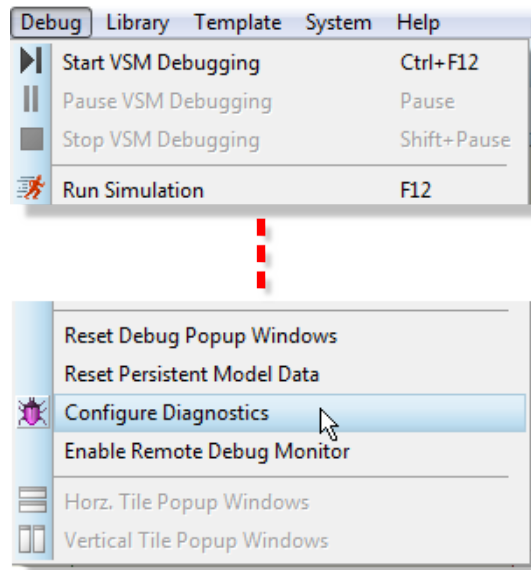 Debug Library Template System Help
Start VSM Debugging Ctrl+F12
Pause VSM Debugging Pause
Stop VSM Debugging Shift+Pause
Run Simulation F12
Reset Debug Popup Windows
Reset Persistent Model Data
Configure Diagnostics
Enable Remote Debug Monitor
Horz. Tile Popup Windows
Vertical Tile Popup Windows